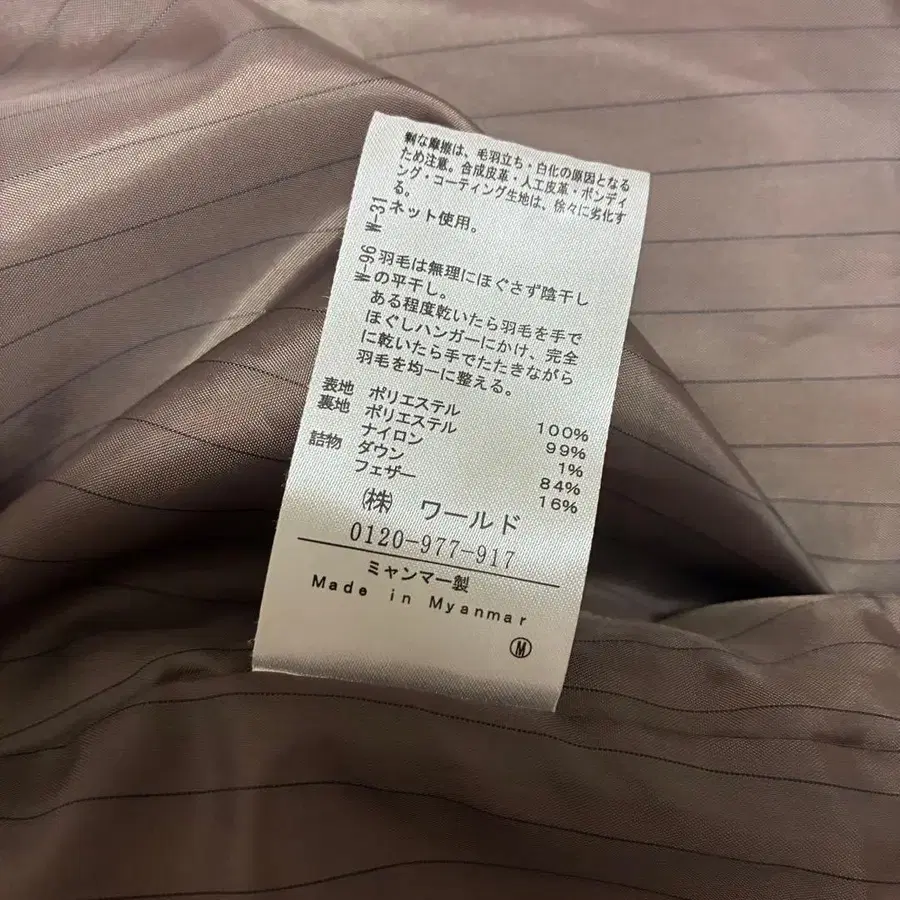 な摩擦は、毛羽立ち・白化の原因となる
ため注意。合成皮革・人工皮革・ボンディ
ング・コーティング生地は、徐々に劣化す
る。
W-31 ネット使用。
W-96 羽毛は無理にほぐさず陰干し
の平干し。
ある程度乾いたら羽毛を手で
ほぐしハンガーにかけ、完全
に乾いたら手でたたきながら
羽毛を均一に整える。
表地 ポリエステル 100%
裏地 ポリエステル 99%
ナイロン 1%
詰物 ダウン 84%
フェザー 16%
㈱ ワールド
0120-977-917
ミャンマー製
Made in Myanmar
Ⓜ